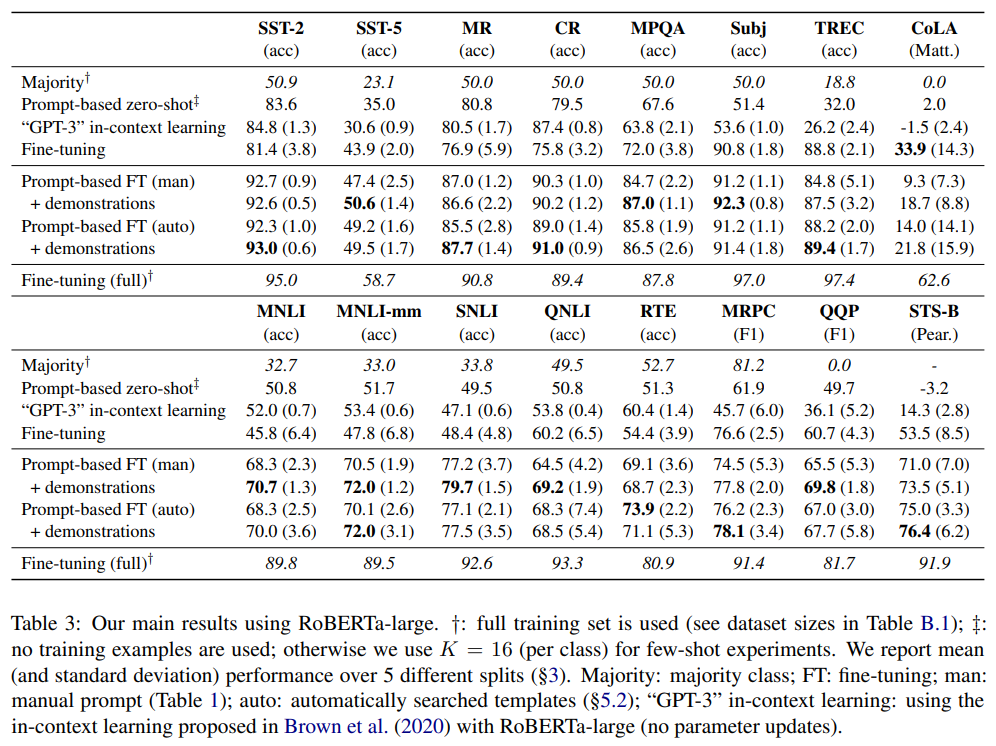 SST-2 SST-5 MR CR MPQA Subj TREC CoLA
(acc) (acc) (acc) (acc) (acc) (acc) (acc) (Matt.)
Majority† 50.9 23.1 50.0 50.0 50.0 50.0 18.8 0.0
Prompt-based zero-shot‡ 83.6 35.0 80.8 79.5 67.6 51.4 32.0 2.0
“GPT-3” in-context learning 84.8 (1.3) 30.6 (0.9) 80.5 (1.7) 87.4 (0.8) 63.8 (2.1) 53.6 (1.0) 26.2 (2.4) -1.5 (2.4)
Fine-tuning 81.4 (3.8) 43.9 (2.0) 76.9 (5.9) 75.8 (3.2) 72.0 (3.8) 90.8 (1.8) 88.8 (2.1) 33.9 (14.3)
Prompt-based FT (man) 92.7 (0.9) 47.4 (2.5) 87.0 (1.2) 90.3 (1.0) 84.7 (2.2) 91.2 (1.1) 84.8 (5.1) 9.3 (7.3)
+ demonstrations 92.6 (0.5) 50.6 (1.4) 86.6 (2.2) 90.2 (1.2) 87.0 (1.1) 92.3 (0.8) 87.5 (3.2) 18.7 (8.8)
Prompt-based FT (auto) 92.3 (1.0) 49.2 (1.6) 85.5 (2.8) 89.0 (1.4) 85.8 (1.9) 91.2 (1.1) 88.2 (2.0) 14.0 (14.1)
+ demonstrations 93.0 (0.6) 49.5 (1.7) 87.7 (1.4) 91.0 (0.9) 86.5 (2.6) 91.4 (1.8) 89.4 (1.7) 21.8 (15.9)
Fine-tuning (full)† 95.0 58.7 90.8 89.4 87.8 97.0 97.4 62.6
MNLI MNLI-mm SNLI QNLI RTE MRPC QQP STS-B
(acc) (acc) (acc) (acc) (acc) (F1) (F1) (Pear.)
Majority† 32.7 33.0 33.8 49.5 52.7 81.2 0.0 -
Prompt-based zero-shot‡ 50.8 51.7 49.5 50.8 51.3 61.9 49.7 -3.2
“GPT-3” in-context learning 52.0 (0.7) 53.4 (0.6) 47.1 (0.6) 53.8 (0.4) 60.4 (1.4) 45.7 (6.0) 36.1 (5.2) 14.3 (2.8)
Fine-tuning 45.8 (6.4) 47.8 (6.8) 48.4 (4.8) 60.2 (6.5) 54.4 (3.9) 76.6 (2.5) 60.7 (4.3) 53.5 (8.5)
Prompt-based FT (man) 68.3 (2.3) 70.5 (1.9) 77.2 (3.7) 64.5 (4.2) 69.1 (3.6) 74.5 (5.3) 65.5 (5.3) 71.0 (7.0)
+ demonstrations 70.7 (1.3) 72.0 (1.2) 79.7 (1.5) 69.2 (1.9) 68.7 (2.3) 77.8 (2.0) 69.8 (1.8) 73.5 (5.1)
Prompt-based FT (auto) 68.3 (2.5) 70.1 (2.6) 77.1 (2.1) 68.3 (7.4) 73.9 (2.2) 76.2 (2.3) 67.0 (3.0) 75.0 (3.3)
+ demonstrations 70.0 (3.6) 72.0 (3.1) 77.5 (3.5) 68.5 (5.4) 71.1 (5.3) 78.1 (3.4) 67.7 (5.8) 76.4 (6.2)
Fine-tuning (full)† 89.8 89.5 92.6 93.3 80.9 91.4 81.7 91.9
Table 3: Our main results using RoBERTa-large. †: full training set is used (see dataset sizes in Table B.1); ‡:
no training examples are used; otherwise we use K = 16 (per class) for few-shot experiments. We report mean
(and standard deviation) performance over 5 different splits (§3). Majority: majority class; FT: fine-tuning; man:
manual prompt (Table 1); auto: automatically searched templates (§5.2); “GPT-3” in-context learning: using the
in-context learning proposed in Brown et al. (2020) with RoBERTa-large (no parameter updates).